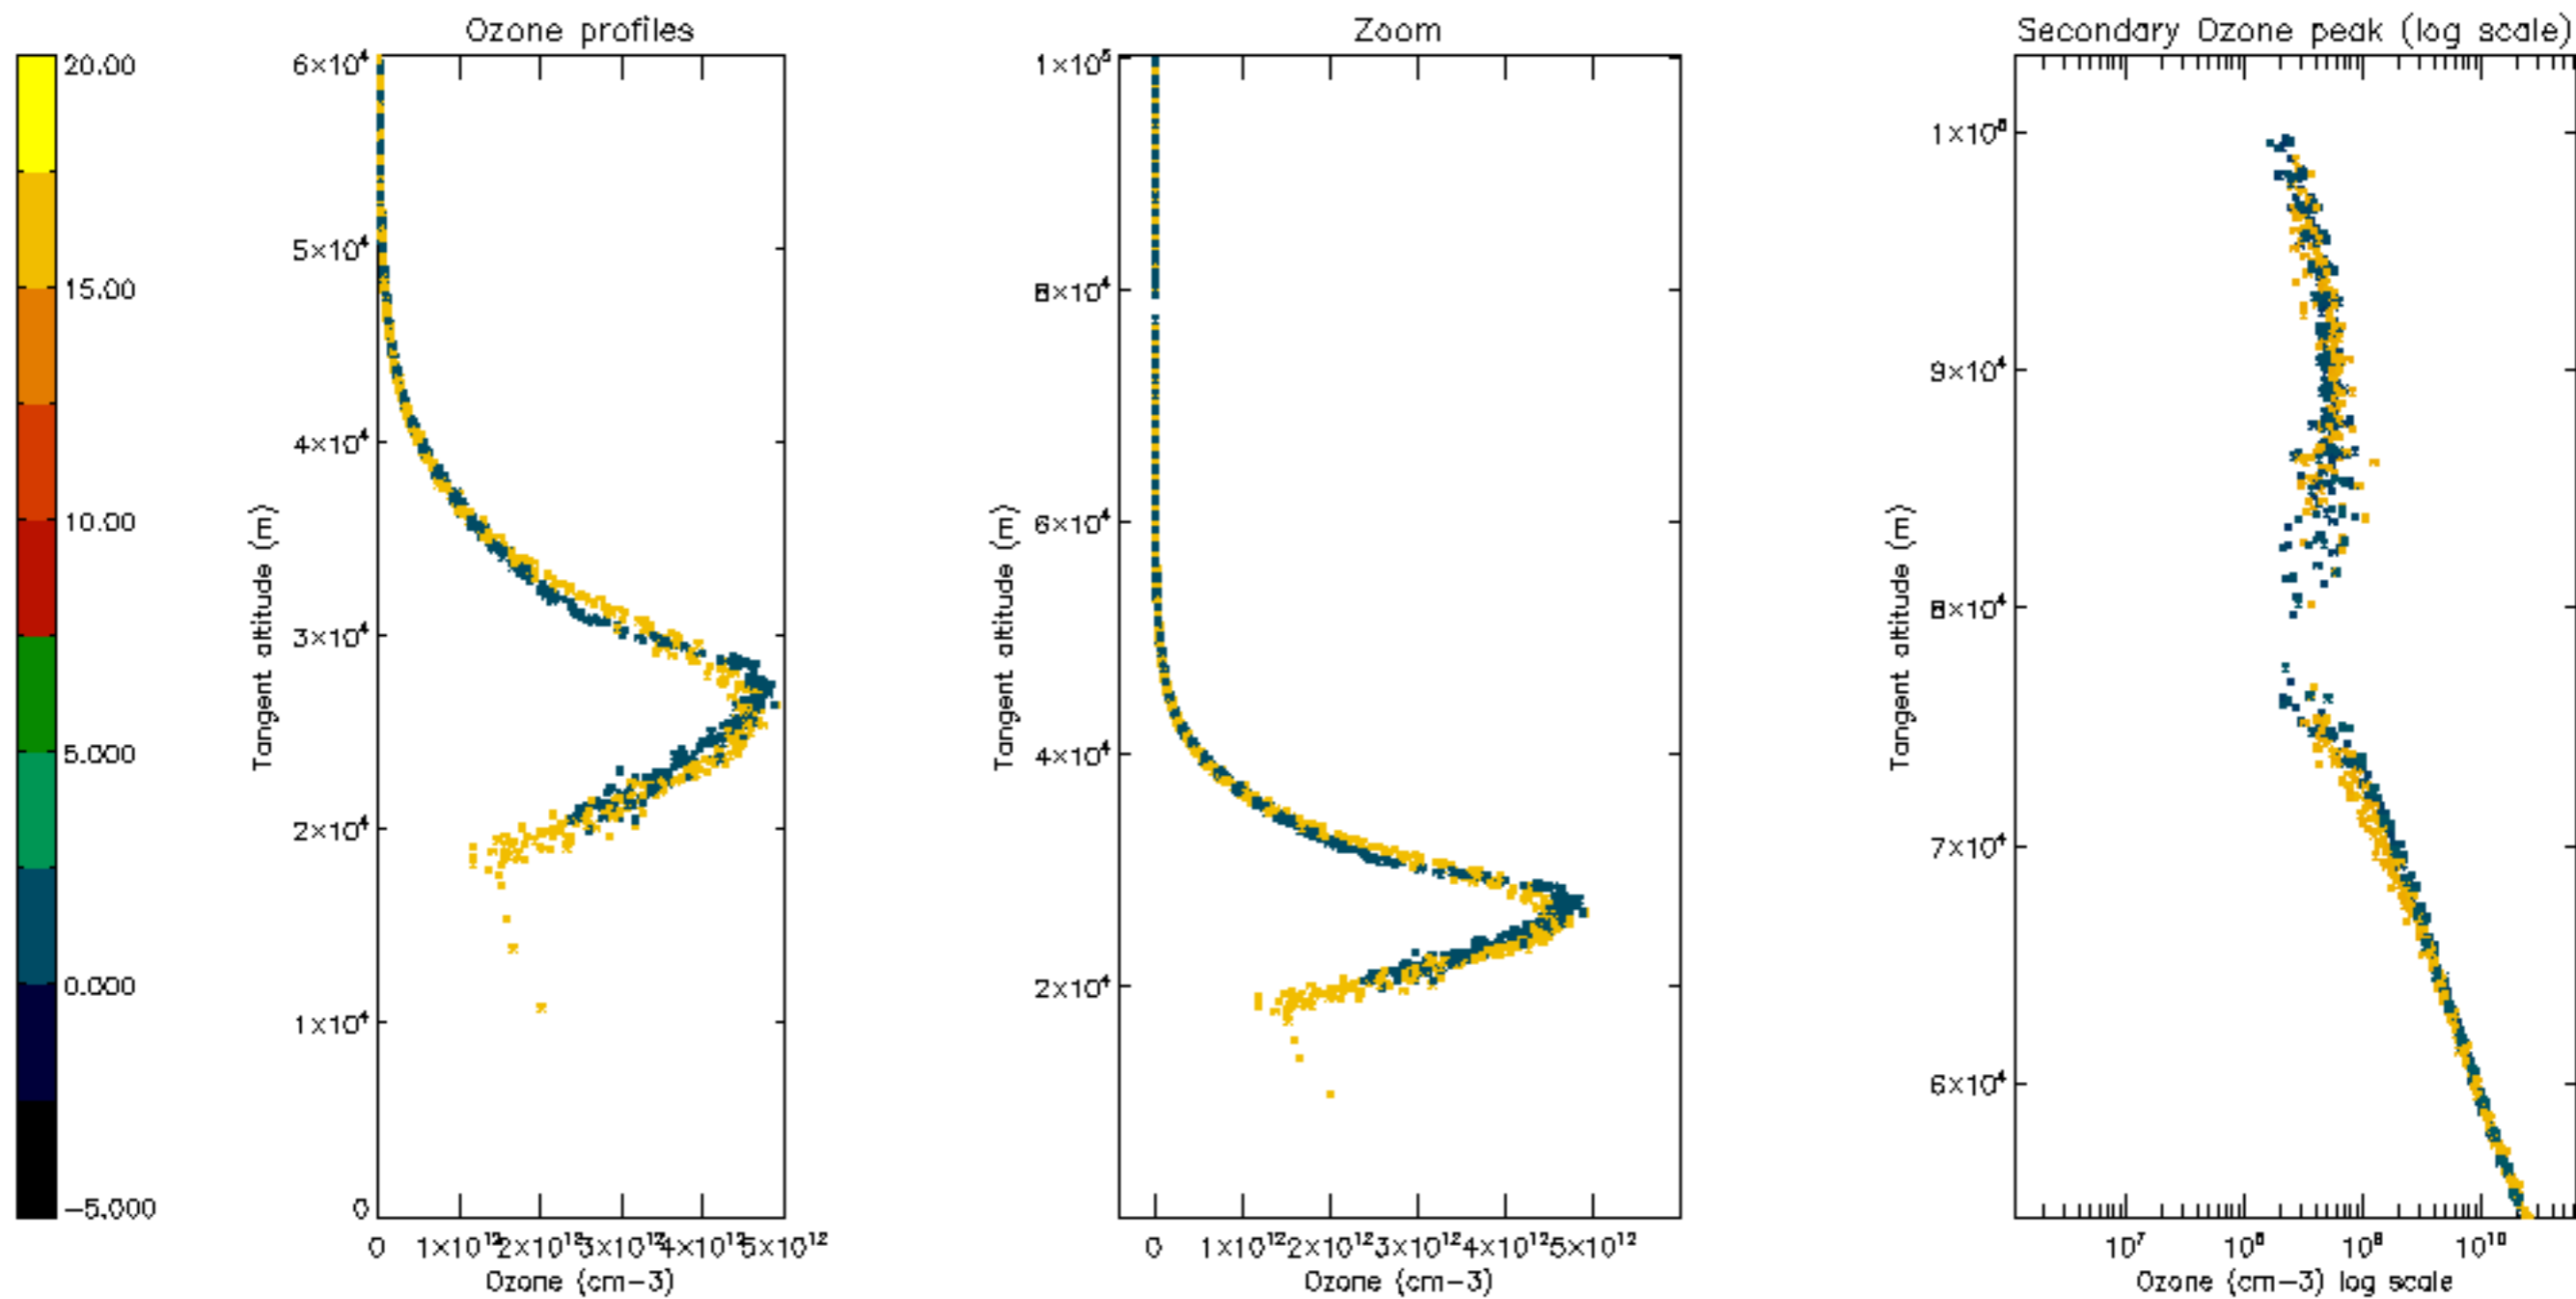 Ozone profiles
Zoom
Secondary Ozone peak (log scale)
20.00
15.00
10.00
5.000
0.000
−5.000
6×10⁴
5×10⁴
4×10⁴
3×10⁴
2×10⁴
1×10⁴
0
Tangent altitude (m)
0 1×10¹² 2×10¹² 3×10¹² 4×10¹² 5×10¹²
Ozone (cm−3)
1×10⁵
8×10⁴
6×10⁴
4×10⁴
2×10⁴
Tangent altitude (m)
0 1×10¹² 2×10¹² 3×10¹² 4×10¹² 5×10¹²
Ozone (cm−3)
1×10⁵
9×10⁴
8×10⁴
7×10⁴
6×10⁴
Tangent altitude (m)
10⁷ 10⁸ 10⁹ 10¹⁰
Ozone (cm−3) log scale